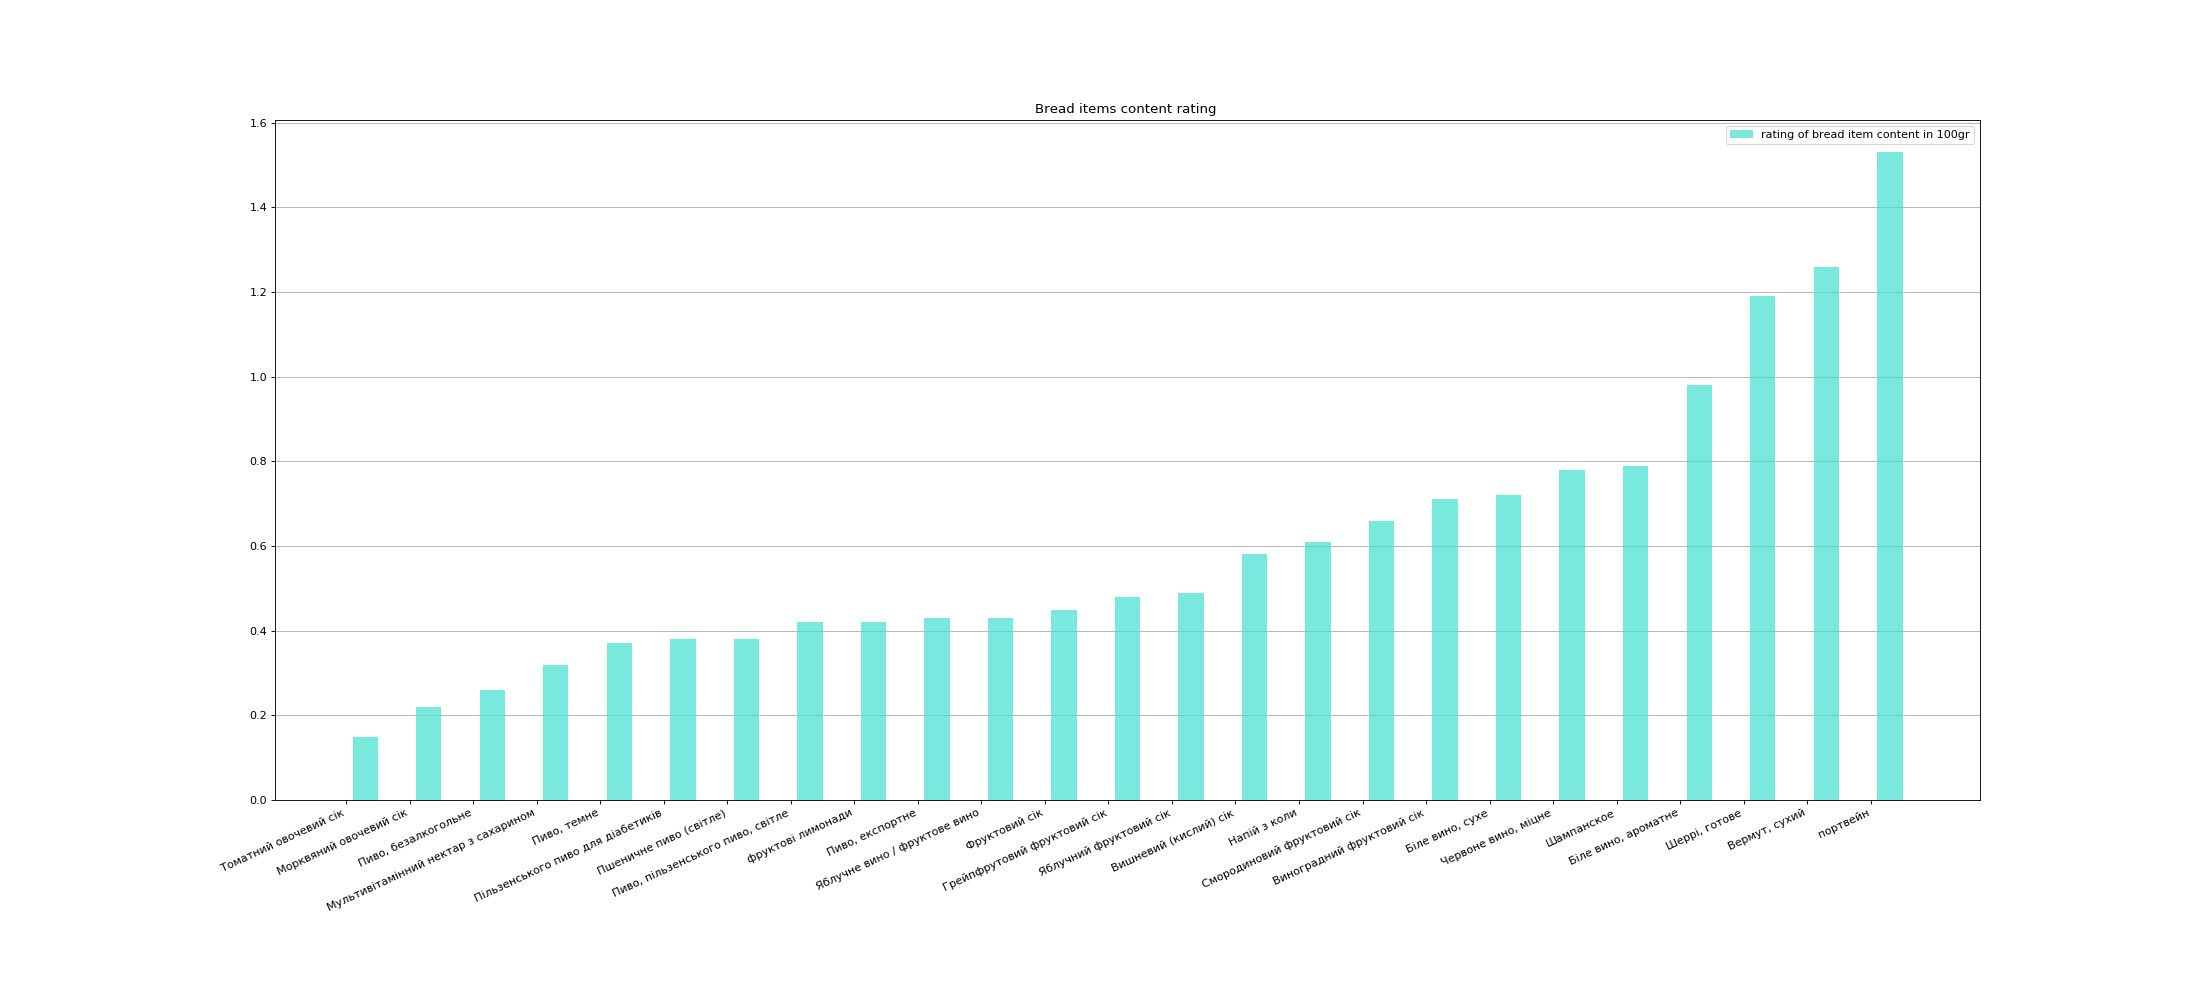 Bread items content rating
rating of bread item content in 100gr
1.6
1.4
1.2
1.0
0.8
0.6
0.4
0.2
0.0
Томатний овочевий сік
Морквяний овочевий сік
Пиво, безалкогольне
Мультивітамінний нектар з сахарином
Пиво, темне
Пільзенського пиво для діабетиків
Пшеничне пиво (світле)
Пиво, пільзенського пиво, світле
фруктові лимонади
Пиво, експортне
Яблучне вино / фруктове вино
Фруктовий сік
Грейпфрутовий фруктовий сік
Яблучний фруктовий сік
Вишневий (кислий) сік
Напій з коли
Смородиновий фруктовий сік
Виноградний фруктовий сік
Біле вино, сухе
Червоне вино, міцне
Шампанское
Біле вино, ароматне
Шеррі, готове
Вермут, сухий
портвейн